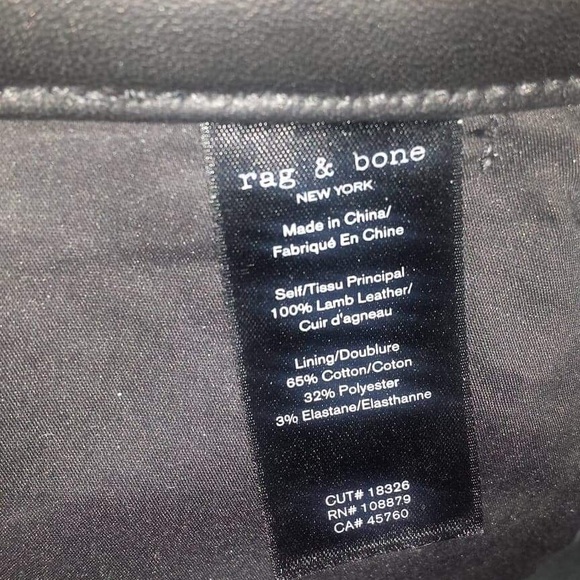 rag & bone
NEW YORK
Made in China/
Fabriqué En Chine
Self/Tissu Principal
100% Lamb Leather/
Cuir d'agneau
Lining/Doublure
65% Cotton/Coton
32% Polyester
3% Elastane/Elasthanne
CUT# 18326
RN# 108879
CA# 45760